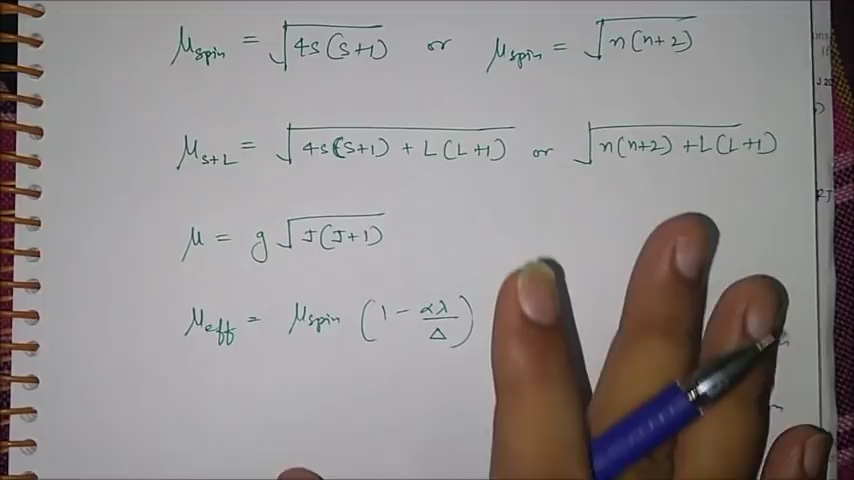 μspin = √4s(s+1) or μspin = √n(n+2)
μs+L = √4s(s+1) + L(L+1) or √n(n+2) + L(L+1)
μ = g √J(J+1)
μeff = μspin (1 - αλ/Δ)